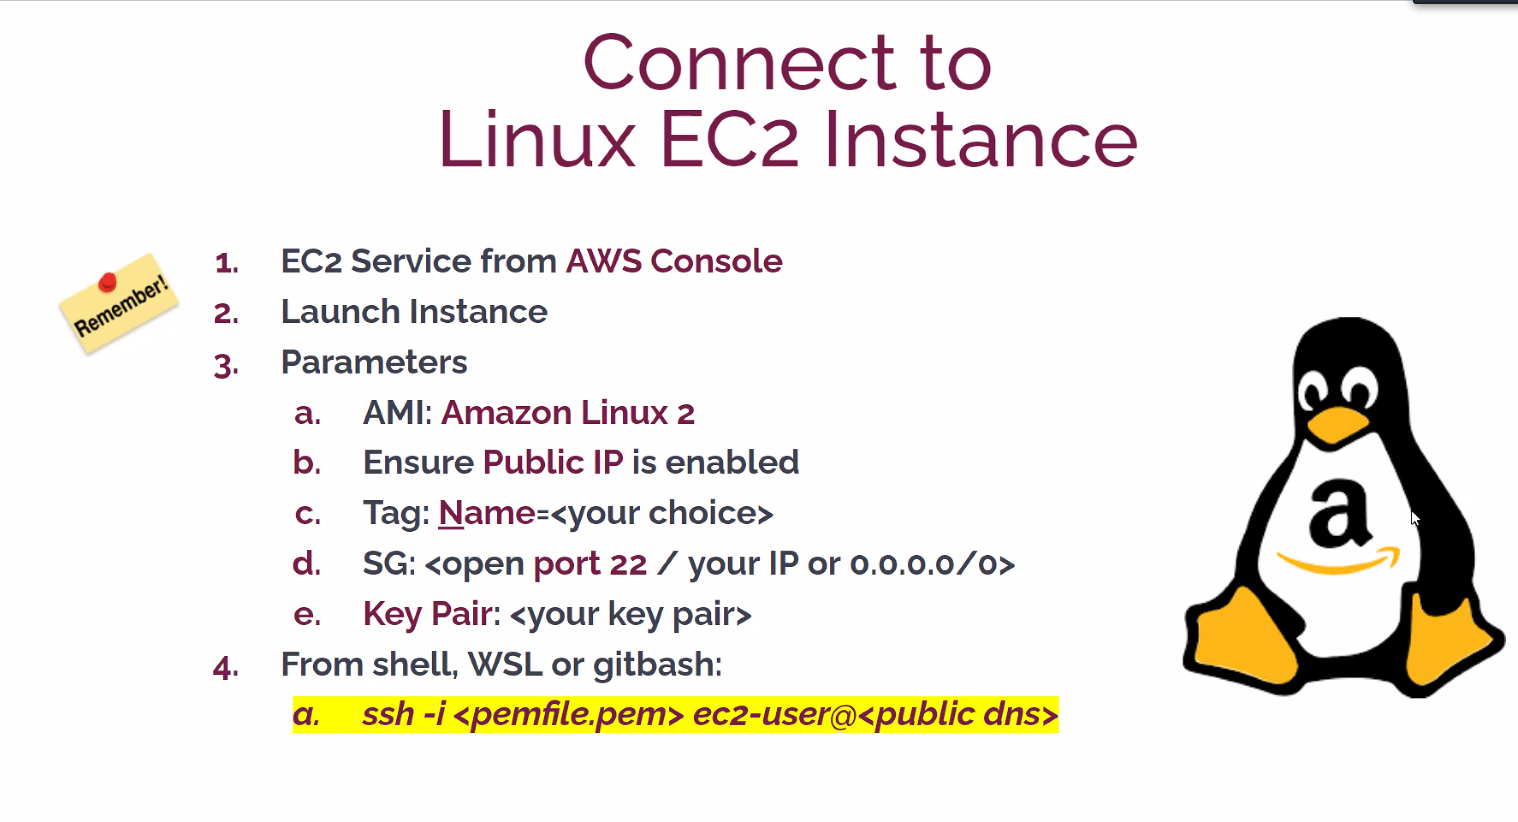 Connect to
Linux EC2 Instance
Remember!
1. EC2 Service from AWS Console
2. Launch Instance
3. Parameters
a. AMI: Amazon Linux 2
b. Ensure Public IP is enabled
c. Tag: Name=<your choice>
d. SG: <open port 22 / your IP or 0.0.0.0/0>
e. Key Pair: <your key pair>
4. From shell, WSL or gitbash:
a. ssh -i <pemfile.pem> ec2-user@<public dns>
a